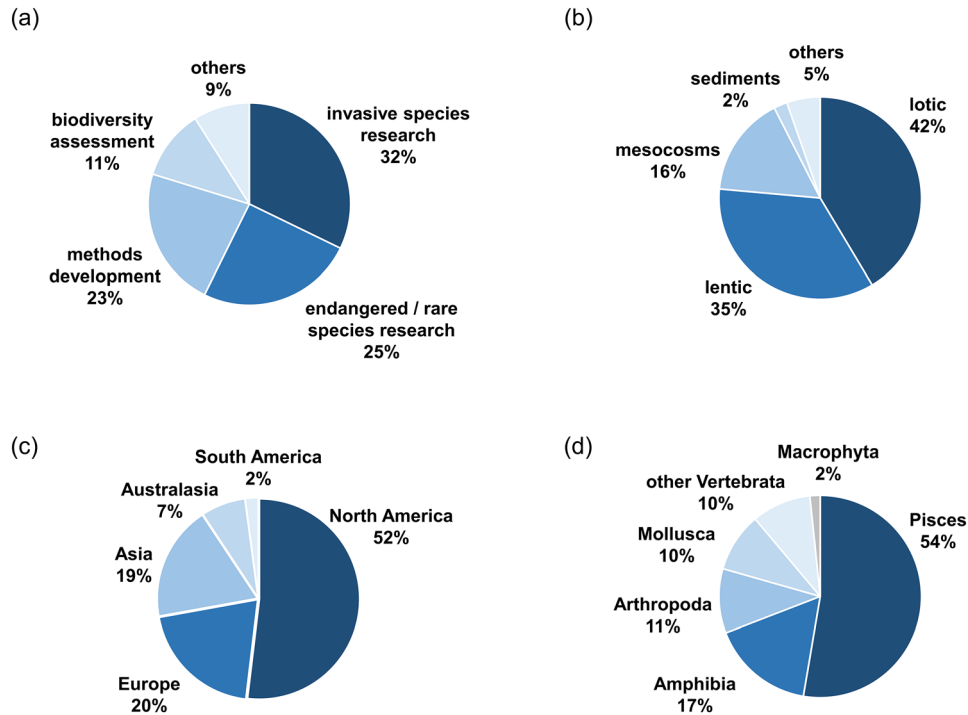 (a)
others
9%
invasive species
research
32%
biodiversity
assessment
11%
methods
development
23%
endangered / rare
species research
25%
(b)
others
5%
sediments
2%
lotic
42%
mesocosms
16%
lentic
35%
(c)
South America
2%
Australasia
7%
North America
52%
Asia
19%
Europe
20%
(d)
Macrophyta
2%
other Vertebrata
10%
Pisces
54%
Mollusca
10%
Arthropoda
11%
Amphibia
17%